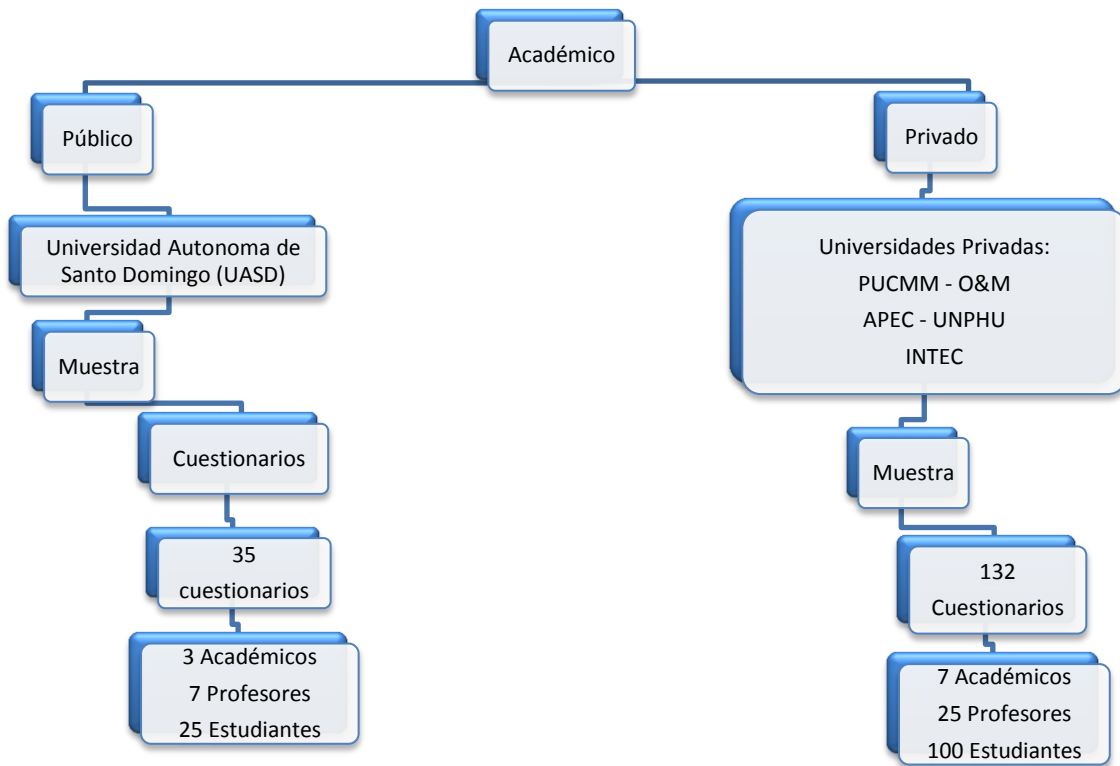 Académico
Público
Privado
Universidad Autonoma de
Santo Domingo (UASD)
Universidades Privadas:
PUCMM - O&M
APEC - UNPHU
INTEC
Muestra
Cuestionarios
Muestra
35
cuestionarios
132
Cuestionarios
3 Académicos
7 Profesores
25 Estudiantes
7 Académicos
25 Profesores
100 Estudiantes